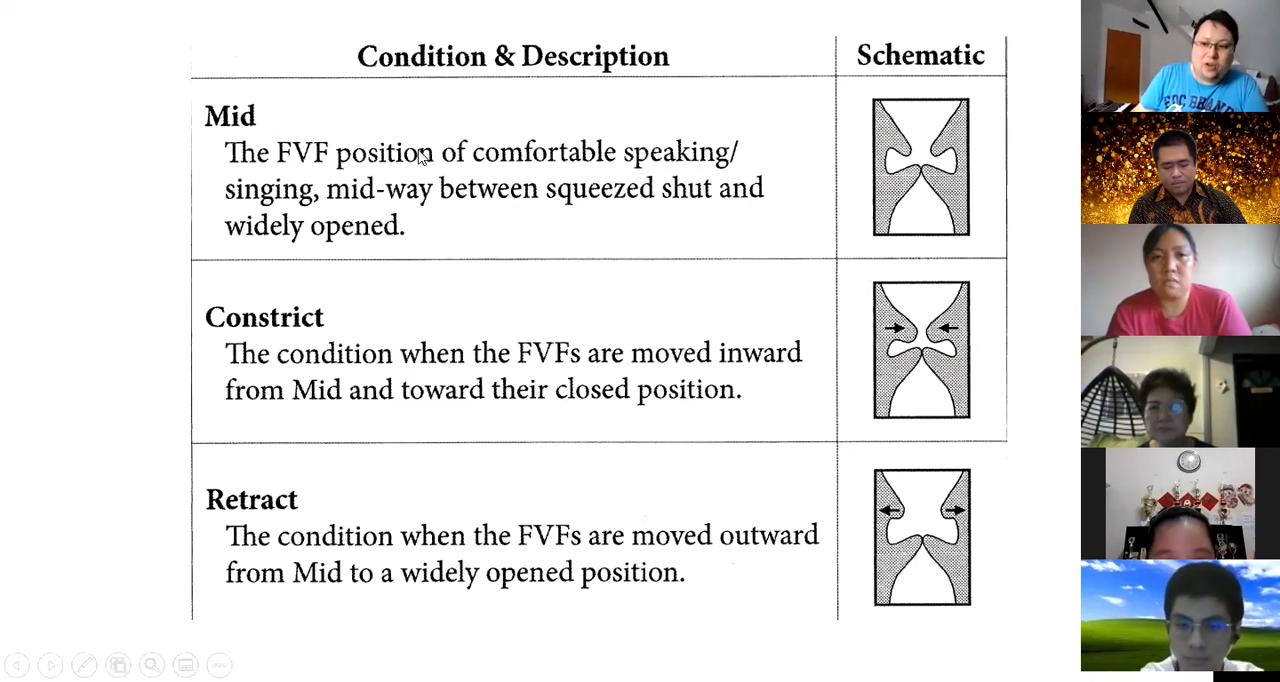 Condition & Description
Schematic
Mid
The FVF position of comfortable speaking/
singing, mid-way between squeezed shut and
widely opened.
Constrict
The condition when the FVFs are moved inward
from Mid and toward their closed position.
Retract
The condition when the FVFs are moved outward
from Mid to a widely opened position.